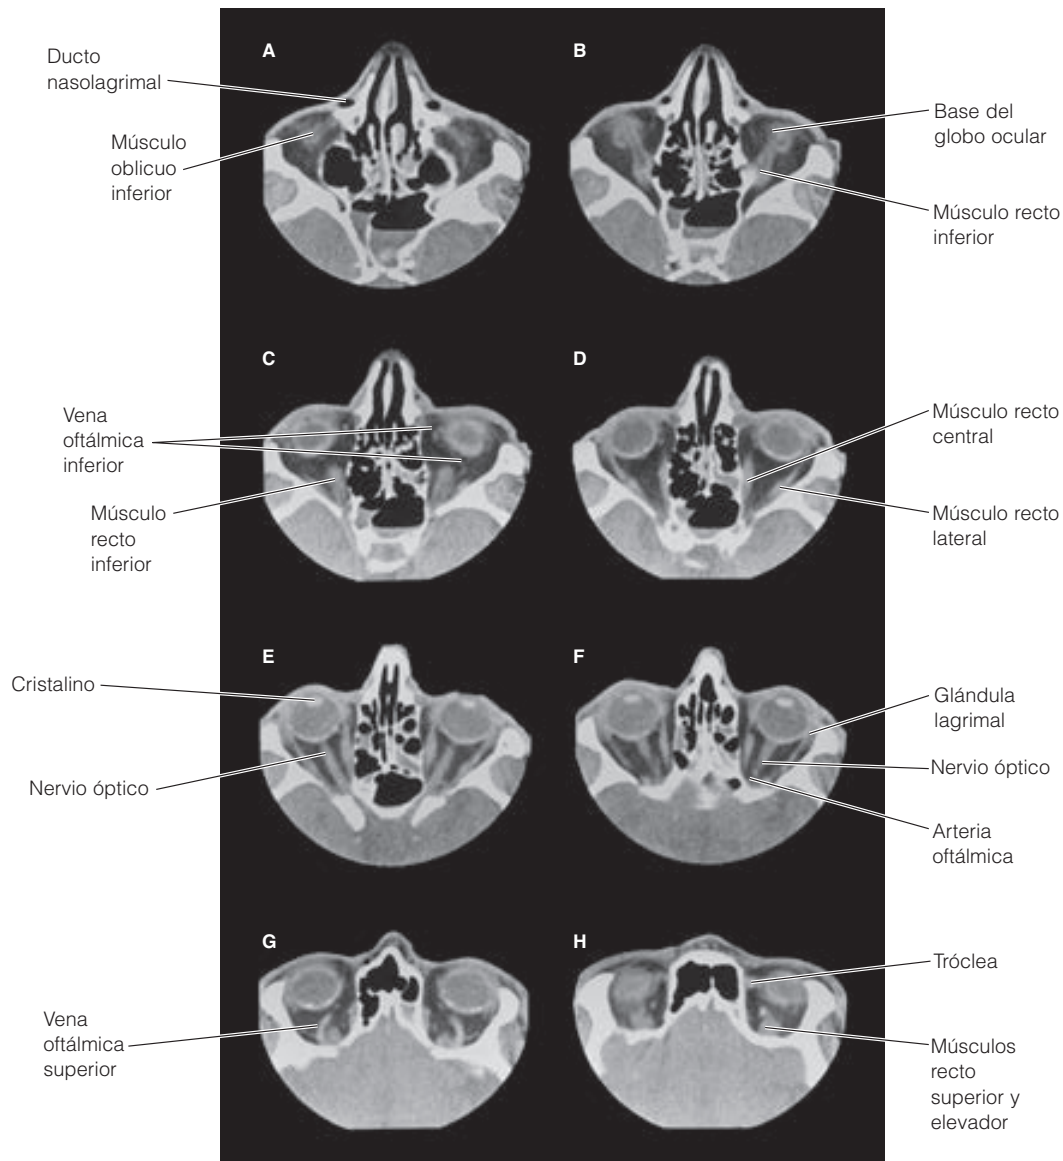 A
B
Ducto
nasolagrimal
Músculo
oblicuo
inferior
Base del
globo ocular
Músculo recto
inferior
C
D
Vena
oftálmica
inferior
Músculo
recto
inferior
Músculo recto
central
Músculo recto
lateral
E
F
Cristalino
Nervio óptico
Glándula
lagrimal
Nervio óptico
Arteria
oftálmica
G
H
Vena
oftálmica
superior
Tróclea
Músculos
recto
superior y
elevador